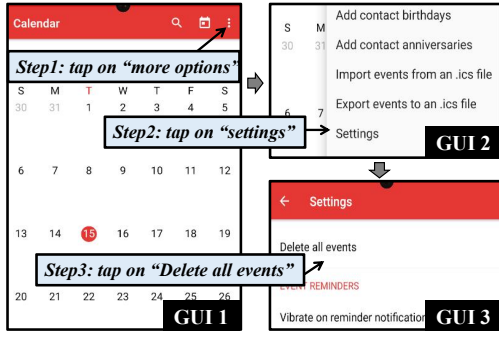 Calendar
Step1: tap on “more options”
S M T W T F S
30 31 1 2 3 4 5
Step2: tap on “settings”
6 7 8 9 10 11 12
13 14 15 16 17 18 19
Step3: tap on “Delete all events”
20 21 22 23 24 25 26
GUI 1
S M
30 31
6 7
Add contact birthdays
Add contact anniversaries
Import events from an .ics file
Export events to an .ics file
Settings
GUI 2
Settings
Delete all events
EVENT REMINDERS
Vibrate on reminder notification
GUI 3